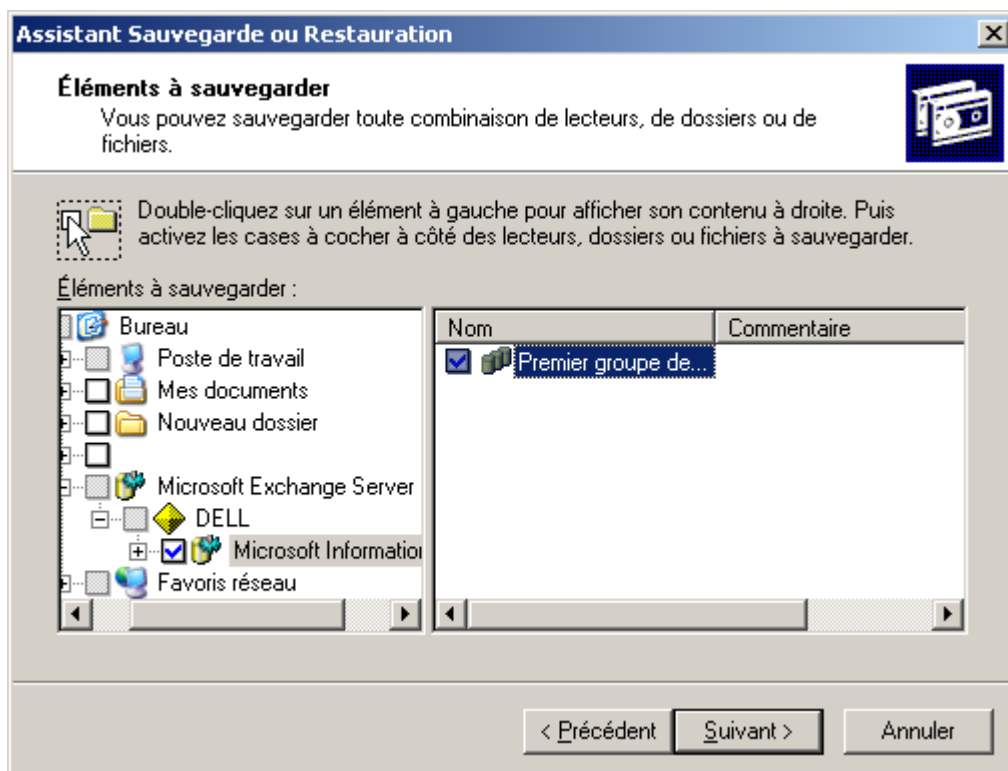 Assistant Sauvegarde ou Restauration
Éléments à sauvegarder
Vous pouvez sauvegarder toute combinaison de lecteurs, de dossiers ou de
fichiers.
Double-cliquez sur un élément à gauche pour afficher son contenu à droite. Puis
activez les cases à cocher à côté des lecteurs, dossiers ou fichiers à sauvegarder.
Éléments à sauvegarder :
Bureau
Poste de travail
Mes documents
Nouveau dossier
Microsoft Exchange Server
DELL
Microsoft Information
Favoris réseau
Nom Commentaire
Premier groupe de...
< Précédent Suivant > Annuler